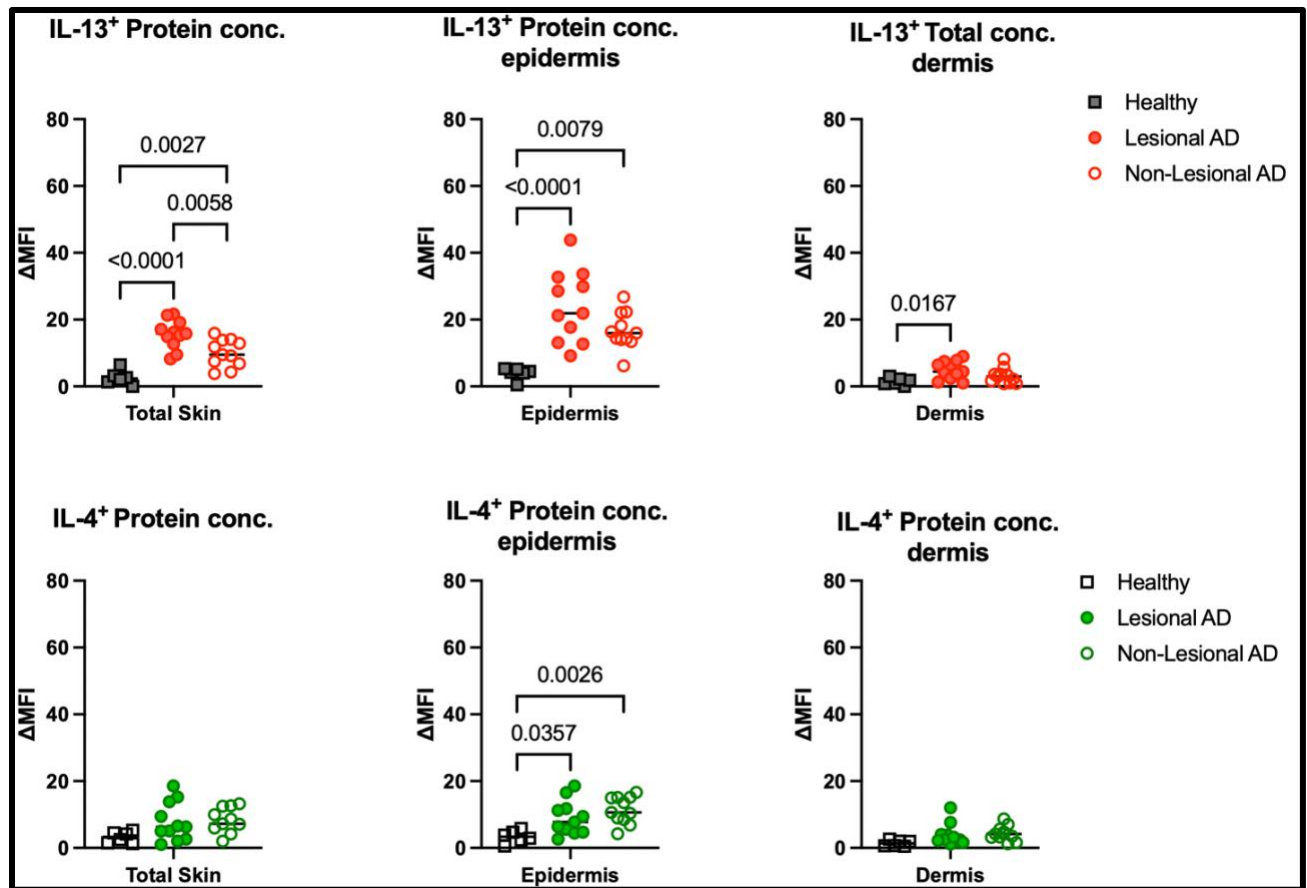 IL-13⁺ Protein conc.
IL-13⁺ Protein conc.
epidermis
IL-13⁺ Total conc.
dermis
Healthy
Lesional AD
Non-Lesional AD
ΔMFI
80
60
40
20
0
0.0027
0.0058
<0.0001
Total Skin
ΔMFI
80
60
40
20
0
0.0079
<0.0001
Epidermis
ΔMFI
80
60
40
20
0
0.0167
Dermis
IL-4⁺ Protein conc.
IL-4⁺ Protein conc.
epidermis
IL-4⁺ Protein conc.
dermis
Healthy
Lesional AD
Non-Lesional AD
ΔMFI
80
60
40
20
0
Total Skin
ΔMFI
80
60
40
20
0
0.0026
0.0357
Epidermis
ΔMFI
80
60
40
20
0
Dermis